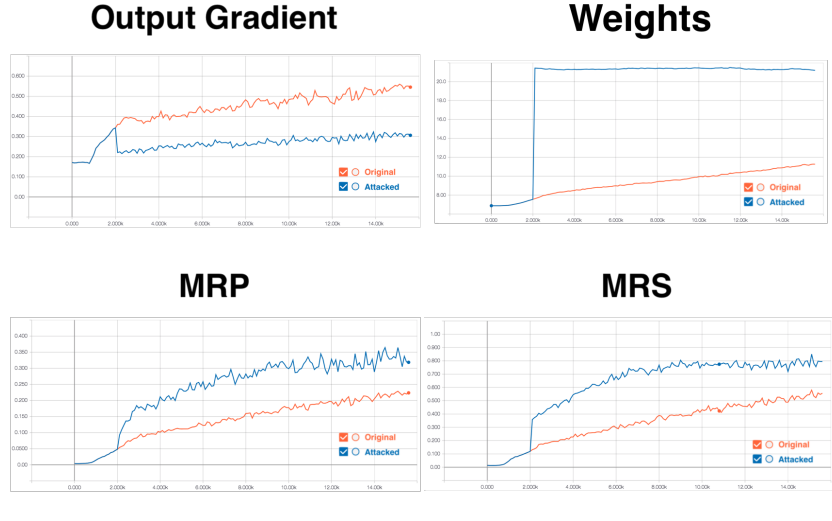 Output Gradient
Weights
0.600
0.500
0.400
0.300
0.200
0.100
0.00
0.000 2.000k 4.000k 6.000k 8.000k 10.00k 12.00k 14.00k
Original
Attacked
20.0
18.0
16.0
14.0
12.0
10.0
8.00
0.000 2.000k 4.000k 6.000k 8.000k 10.00k 12.00k 14.00k
Original
Attacked
MRP
MRS
0.400
0.350
0.300
0.250
0.200
0.150
0.100
0.0500
0.00
0.000 2.000k 4.000k 6.000k 8.000k 10.00k 12.00k 14.00k
Original
Attacked
1.00
0.900
0.800
0.700
0.600
0.500
0.400
0.300
0.200
0.100
0.00
0.000 2.000k 4.000k 6.000k 8.000k 10.00k 12.00k 14.00k
Original
Attacked